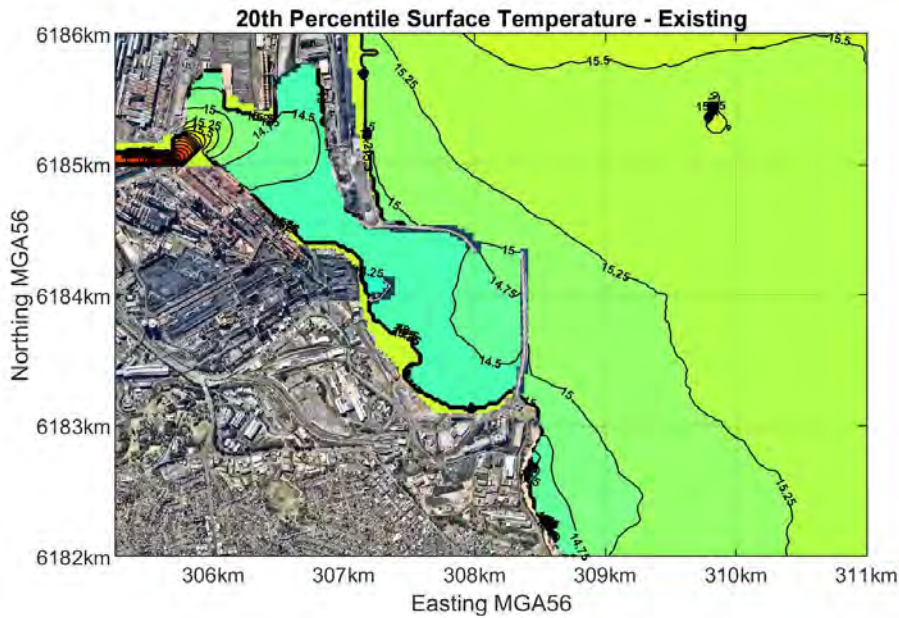 20th Percentile Surface Temperature - Existing
6186km
6185km
6184km
6183km
6182km
Northing MGA56
306km
307km
308km
309km
310km
311km
Easting MGA56
15.5
15.5
15.25
15
15.25
14.75
14.5
15
15
14.75
14.5
15.25
15
15
15.25
14.75